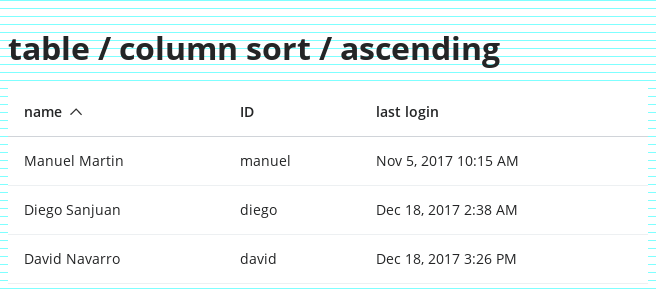 table / column sort / ascending
name ID last login
Manuel Martin manuel Nov 5, 2017 10:15 AM
Diego Sanjuan diego Dec 18, 2017 2:38 AM
David Navarro david Dec 18, 2017 3:26 PM